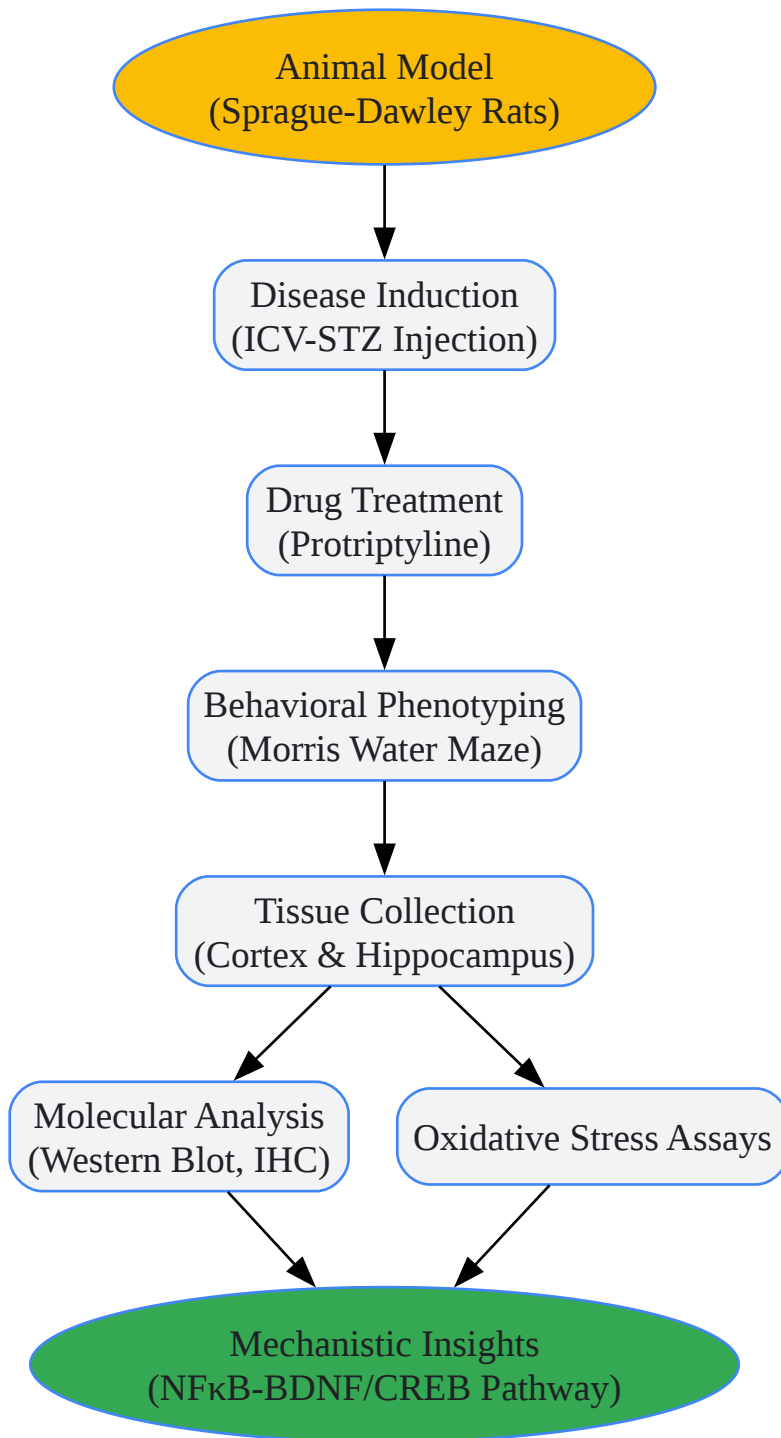 Animal Model
(Sprague-Dawley Rats)
Disease Induction
(ICV-STZ Injection)
Drug Treatment
(Protriptyline)
Behavioral Phenotyping
(Morris Water Maze)
Tissue Collection
(Cortex & Hippocampus)
Molecular Analysis
(Western Blot, IHC)
Oxidative Stress Assays
Mechanistic Insights
(NFκB-BDNF/CREB Pathway)